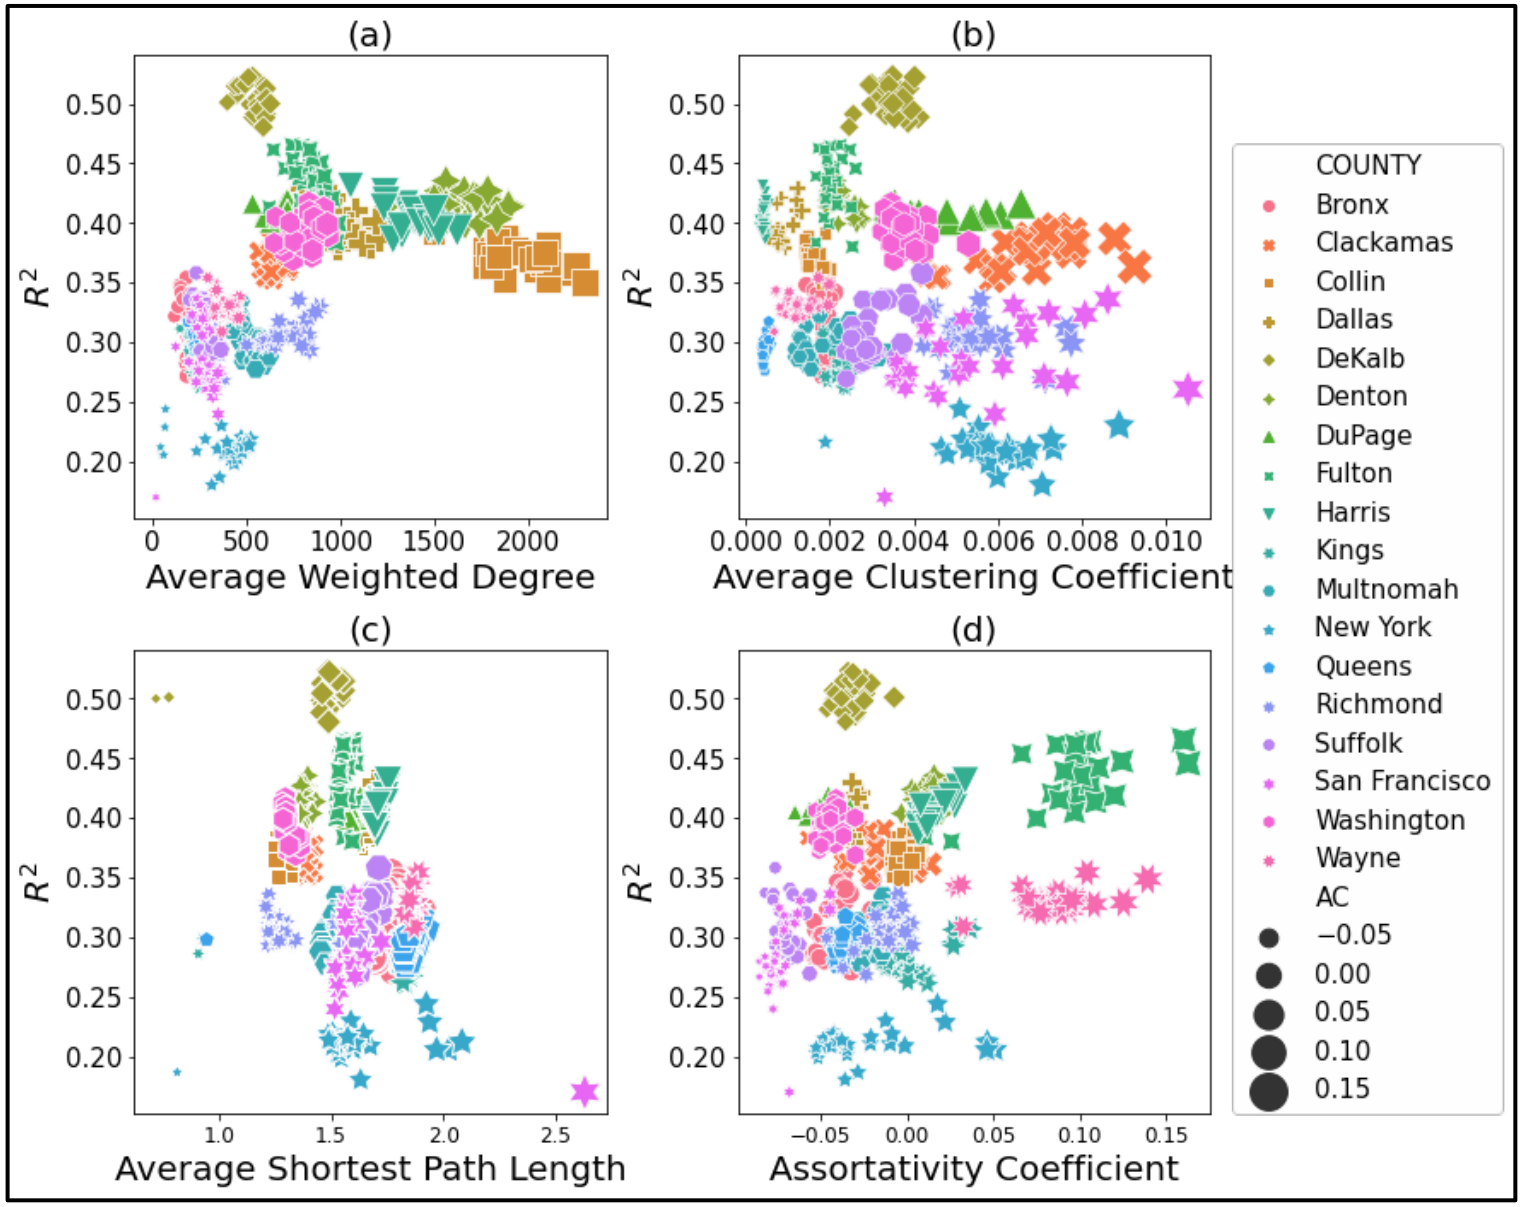 (a)
0.50
0.45
0.40
0.35
0.30
0.25
0.20
R²
0
500
1000
1500
2000
Average Weighted Degree
(b)
0.50
0.45
0.40
0.35
0.30
0.25
0.20
R²
0.000
0.002
0.004
0.006
0.008
0.010
Average Clustering Coefficient
(c)
0.50
0.45
0.40
0.35
0.30
0.25
0.20
R²
1.0
1.5
2.0
2.5
Average Shortest Path Length
(d)
0.50
0.45
0.40
0.35
0.30
0.25
0.20
R²
−0.05
0.00
0.05
0.10
0.15
Assortativity Coefficient
COUNTY
Bronx
Clackamas
Collin
Dallas
DeKalb
Denton
DuPage
Fulton
Harris
Kings
Multnomah
New York
Queens
Richmond
Suffolk
San Francisco
Washington
Wayne
AC
−0.05
0.00
0.05
0.10
0.15